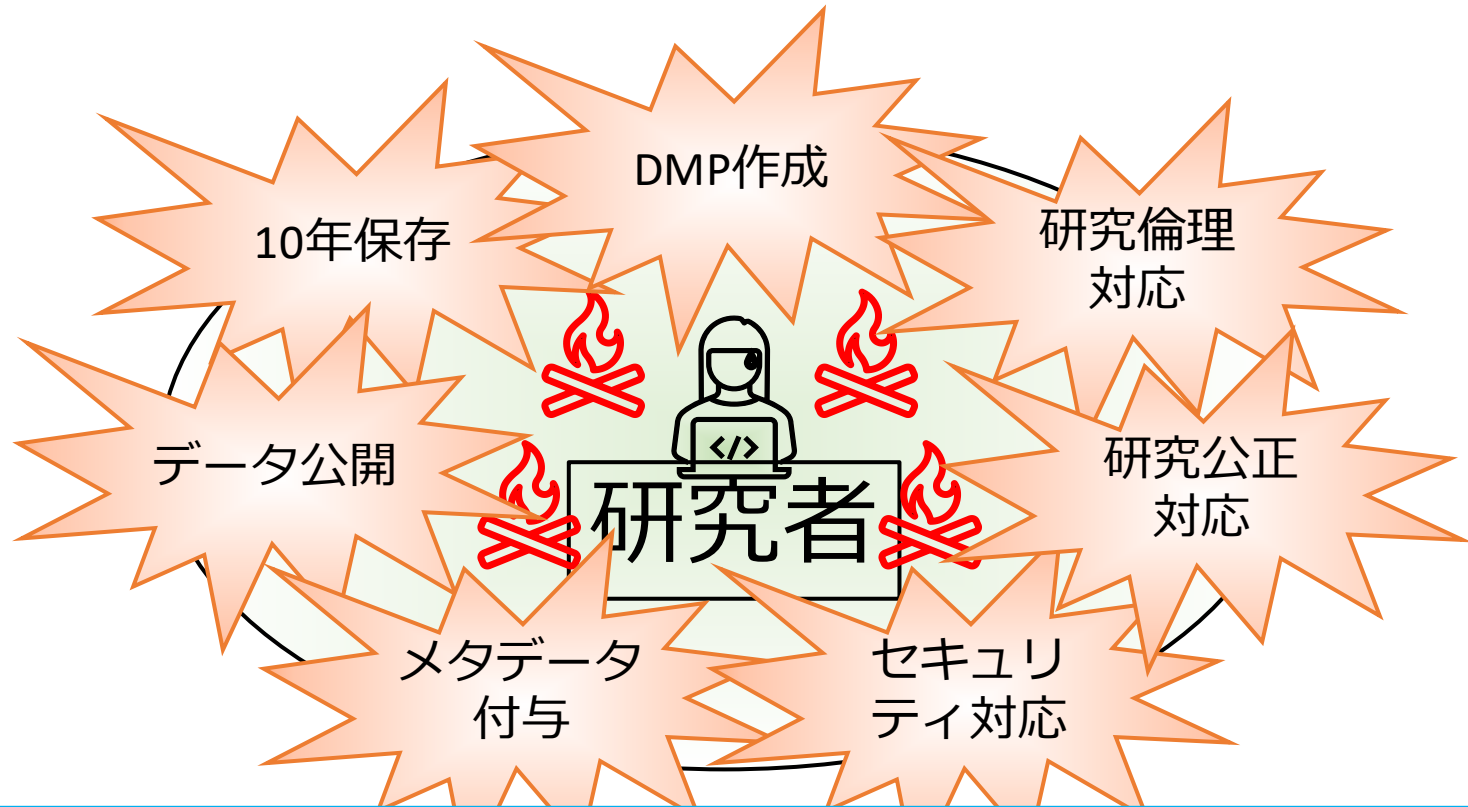 DMP作成
10年保存
研究倫理
対応
データ公開
</>
研究公正
対応
研究者
メタデータ
付与
セキュリ
ティ対応